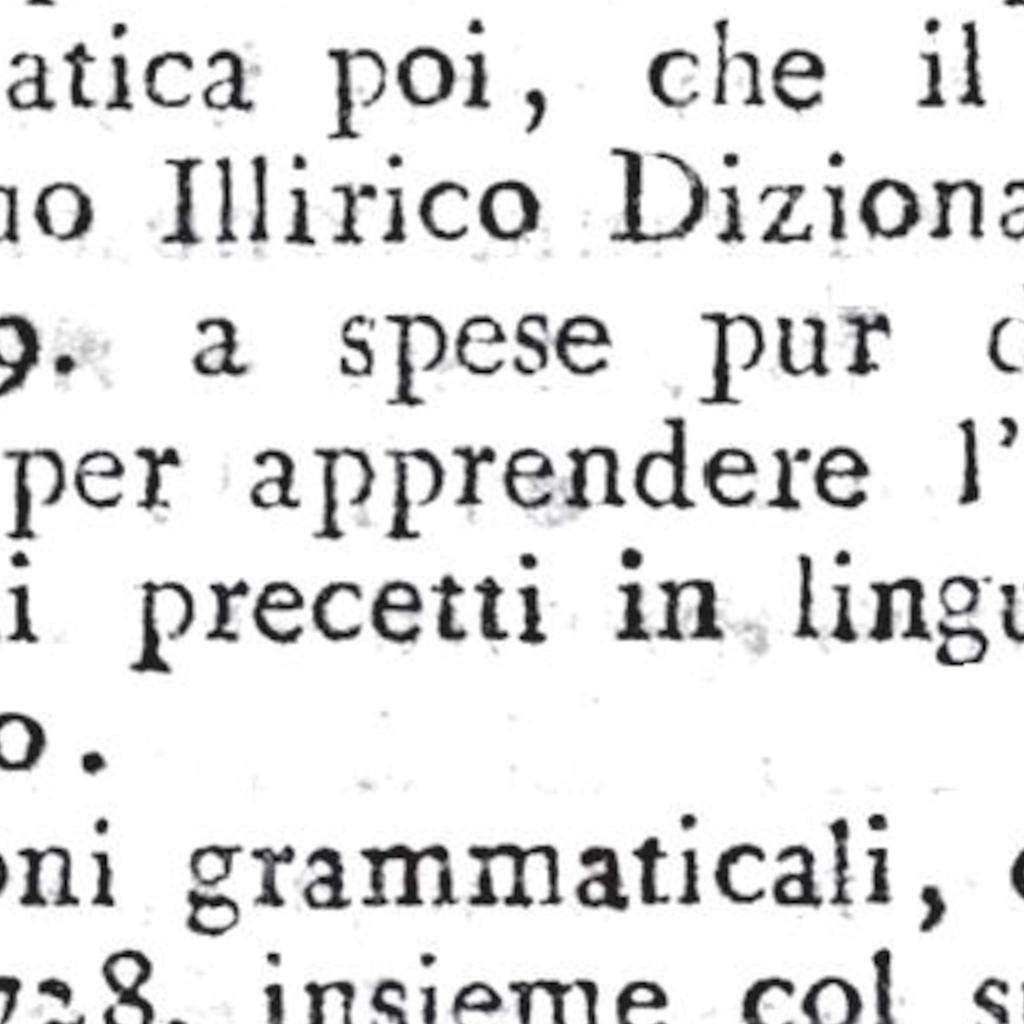 atica poi, che il
uo Illirico Diziona
9. a spese pur
per apprendere l'
i precetti in lingu
o.
oni grammaticali,
728. insieme col s